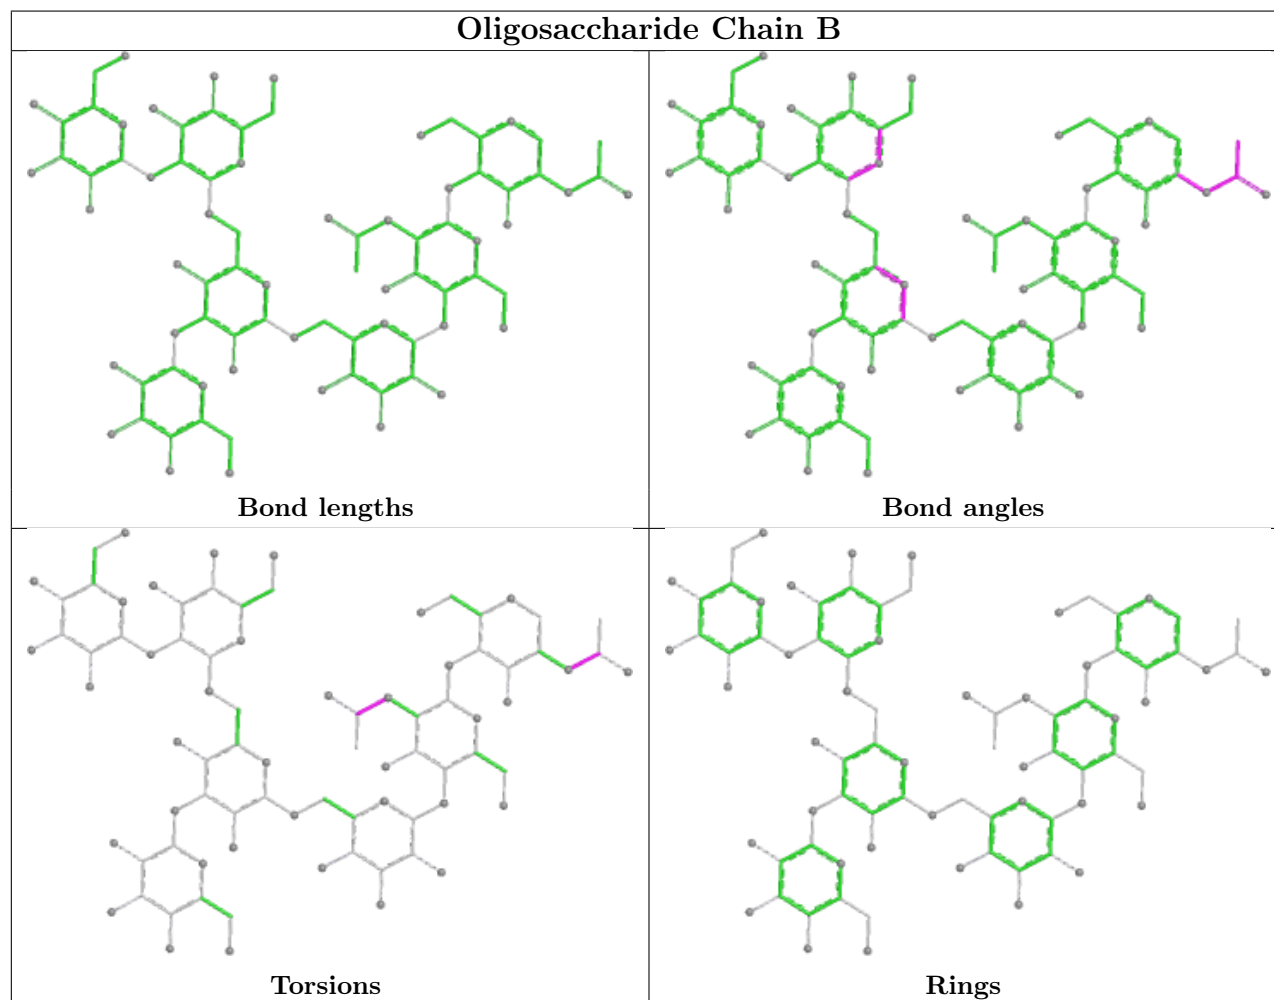 Oligosaccharide Chain B
Bond lengths
Bond angles
Torsions
Rings